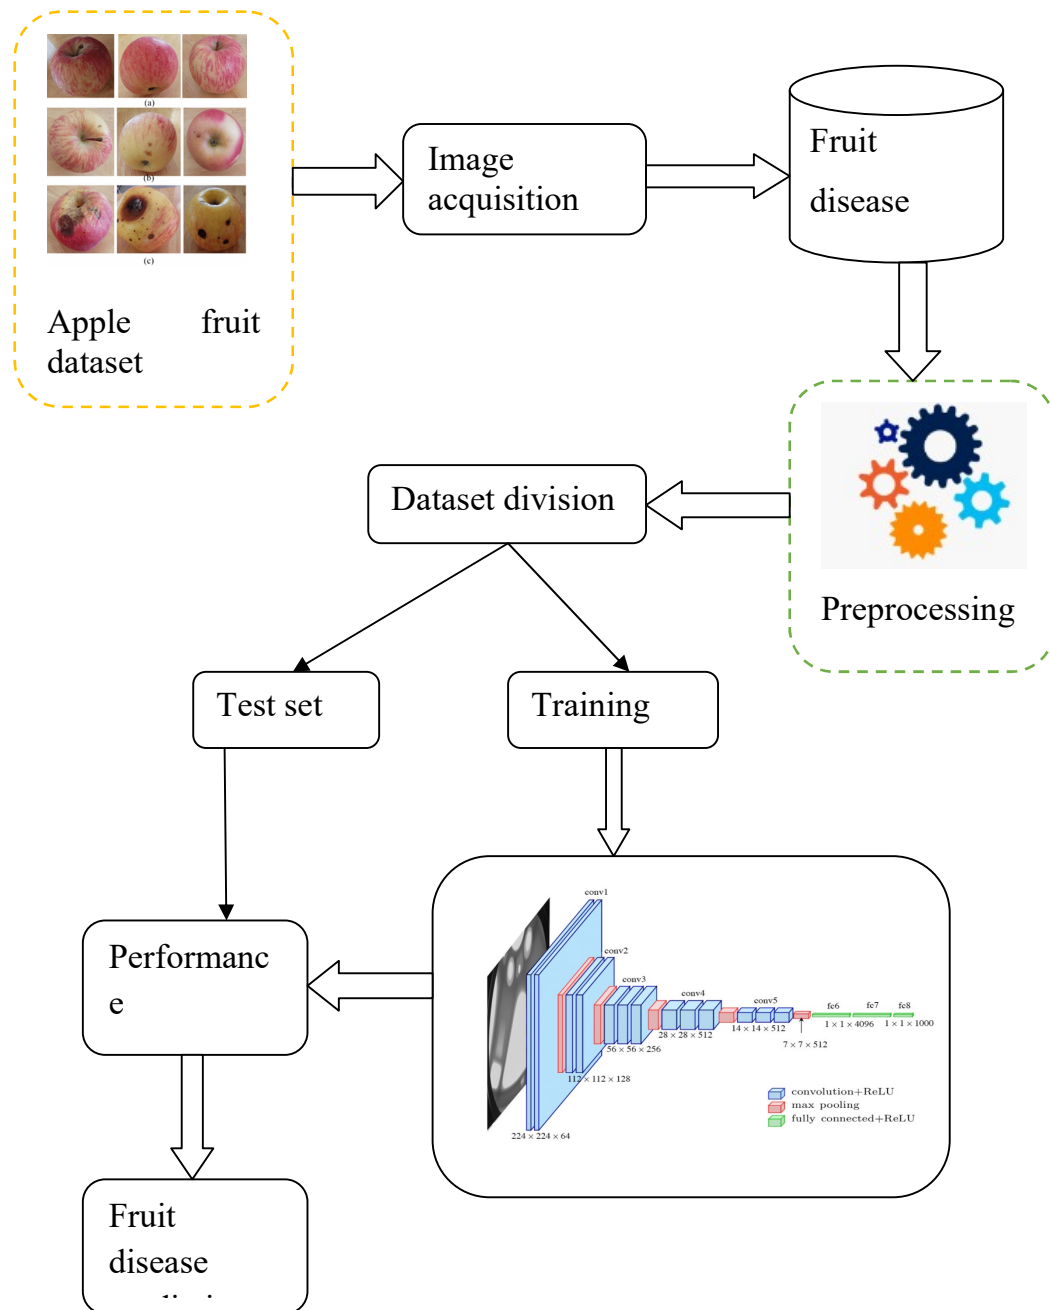 (a)
(b)
(c)
Apple fruit
dataset
Image
acquisition
Fruit
disease
Preprocessing
Dataset division
Test set
Training
conv1
conv2
conv3
conv4
conv5
fc6
fc7
fc8
1 × 1 × 4096
1 × 1 × 1000
14 × 14 × 512
28 × 28 × 512
7 × 7 × 512
56 × 56 × 256
112 × 112 × 128
224 × 224 × 64
convolution+ReLU
max pooling
fully connected+ReLU
Performanc
e
Fruit
disease